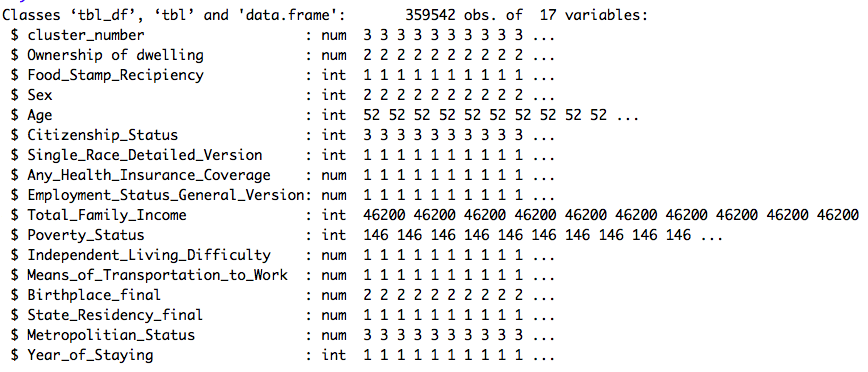 Classes ‘tbl_df’, ‘tbl’ and 'data.frame':	359542 obs. of  17 variables:
 $ cluster_number                   : num  3 3 3 3 3 3 3 3 3 3 ...
 $ Ownership of dwelling            : num  2 2 2 2 2 2 2 2 2 2 ...
 $ Food_Stamp_Recipiency            : int  1 1 1 1 1 1 1 1 1 1 ...
 $ Sex                              : int  2 2 2 2 2 2 2 2 2 2 ...
 $ Age                              : int  52 52 52 52 52 52 52 52 52 52 ...
 $ Citizenship_Status               : int  3 3 3 3 3 3 3 3 3 3 ...
 $ Single_Race_Detailed_Version     : int  1 1 1 1 1 1 1 1 1 1 ...
 $ Any_Health_Insurance_Coverage    : num  1 1 1 1 1 1 1 1 1 1 ...
 $ Employment_Status_General_Version: num  1 1 1 1 1 1 1 1 1 1 ...
 $ Total_Family_Income              : int  46200 46200 46200 46200 46200 46200 46200 46200 46200 46200
 $ Poverty_Status                   : int  146 146 146 146 146 146 146 146 146 146 ...
 $ Independent_Living_Difficulty    : num  1 1 1 1 1 1 1 1 1 1 ...
 $ Means_of_Transportation_to_Work  : num  1 1 1 1 1 1 1 1 1 1 ...
 $ Birthplace_final                 : num  2 2 2 2 2 2 2 2 2 2 ...
 $ State_Residency_final            : num  1 1 1 1 1 1 1 1 1 1 ...
 $ Metropolitian_Status             : num  3 3 3 3 3 3 3 3 3 3 ...
 $ Year_of_Staying                  : int  1 1 1 1 1 1 1 1 1 1 ...